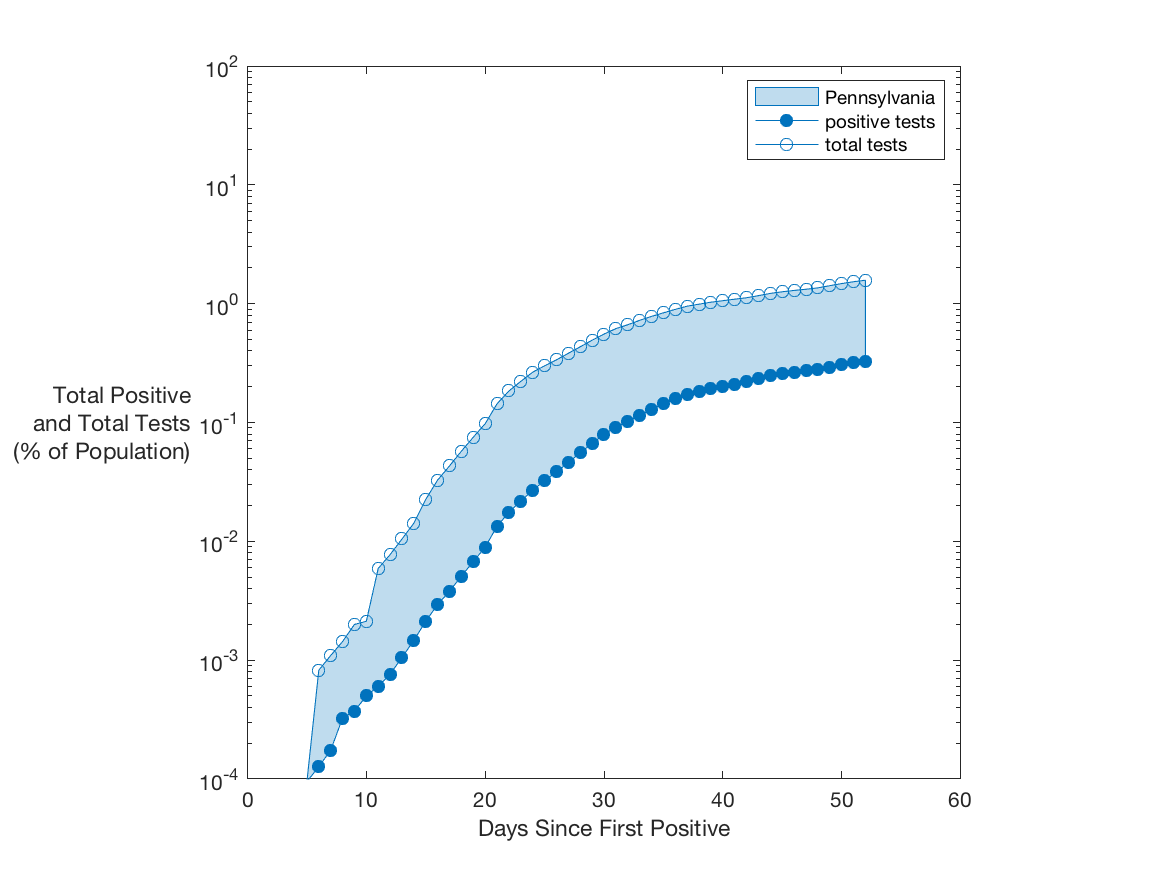 10^2
10^1
10^0
10^-1
10^-2
10^-3
10^-4
Total Positive
and Total Tests
(% of Population)
Pennsylvania
positive tests
total tests
0 10 20 30 40 50 60
Days Since First Positive